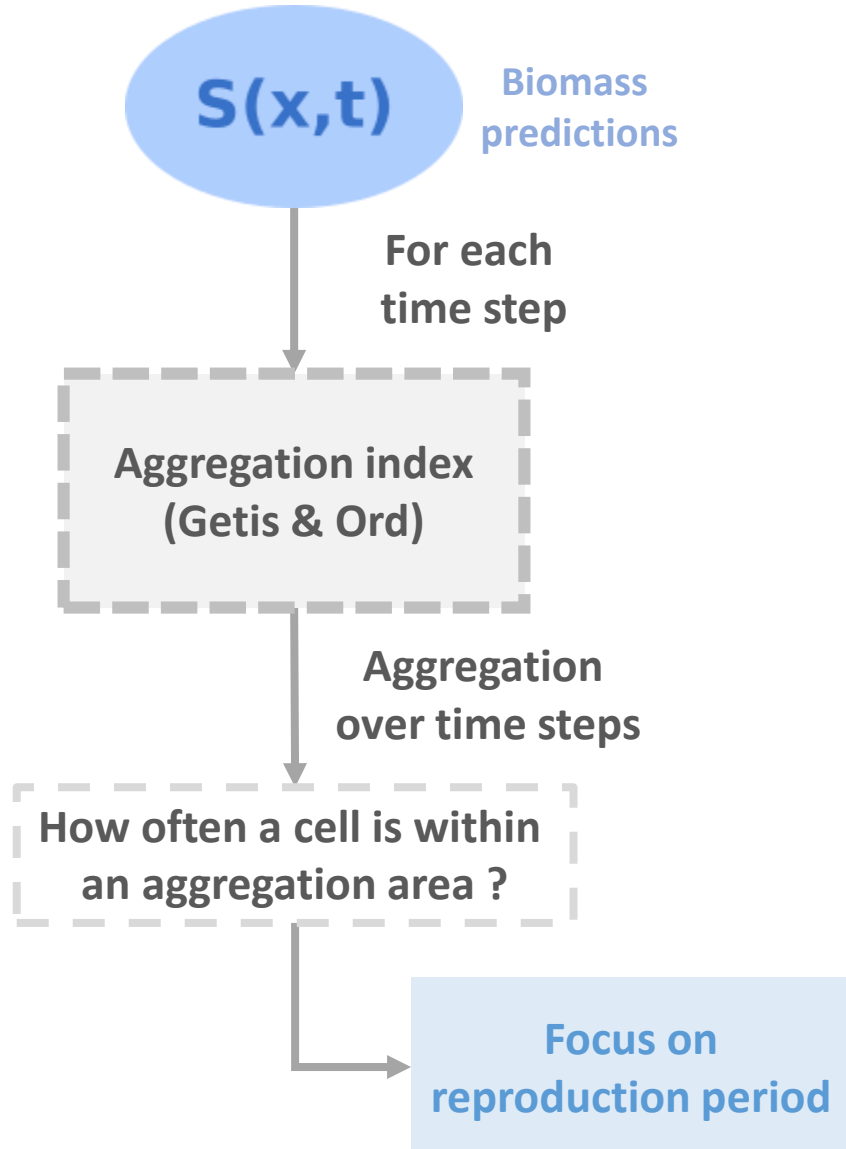 S(x,t)
Biomass
predictions
For each
time step
Aggregation index
(Getis & Ord)
Aggregation
over time steps
How often a cell is within
an aggregation area ?
Focus on
reproduction period